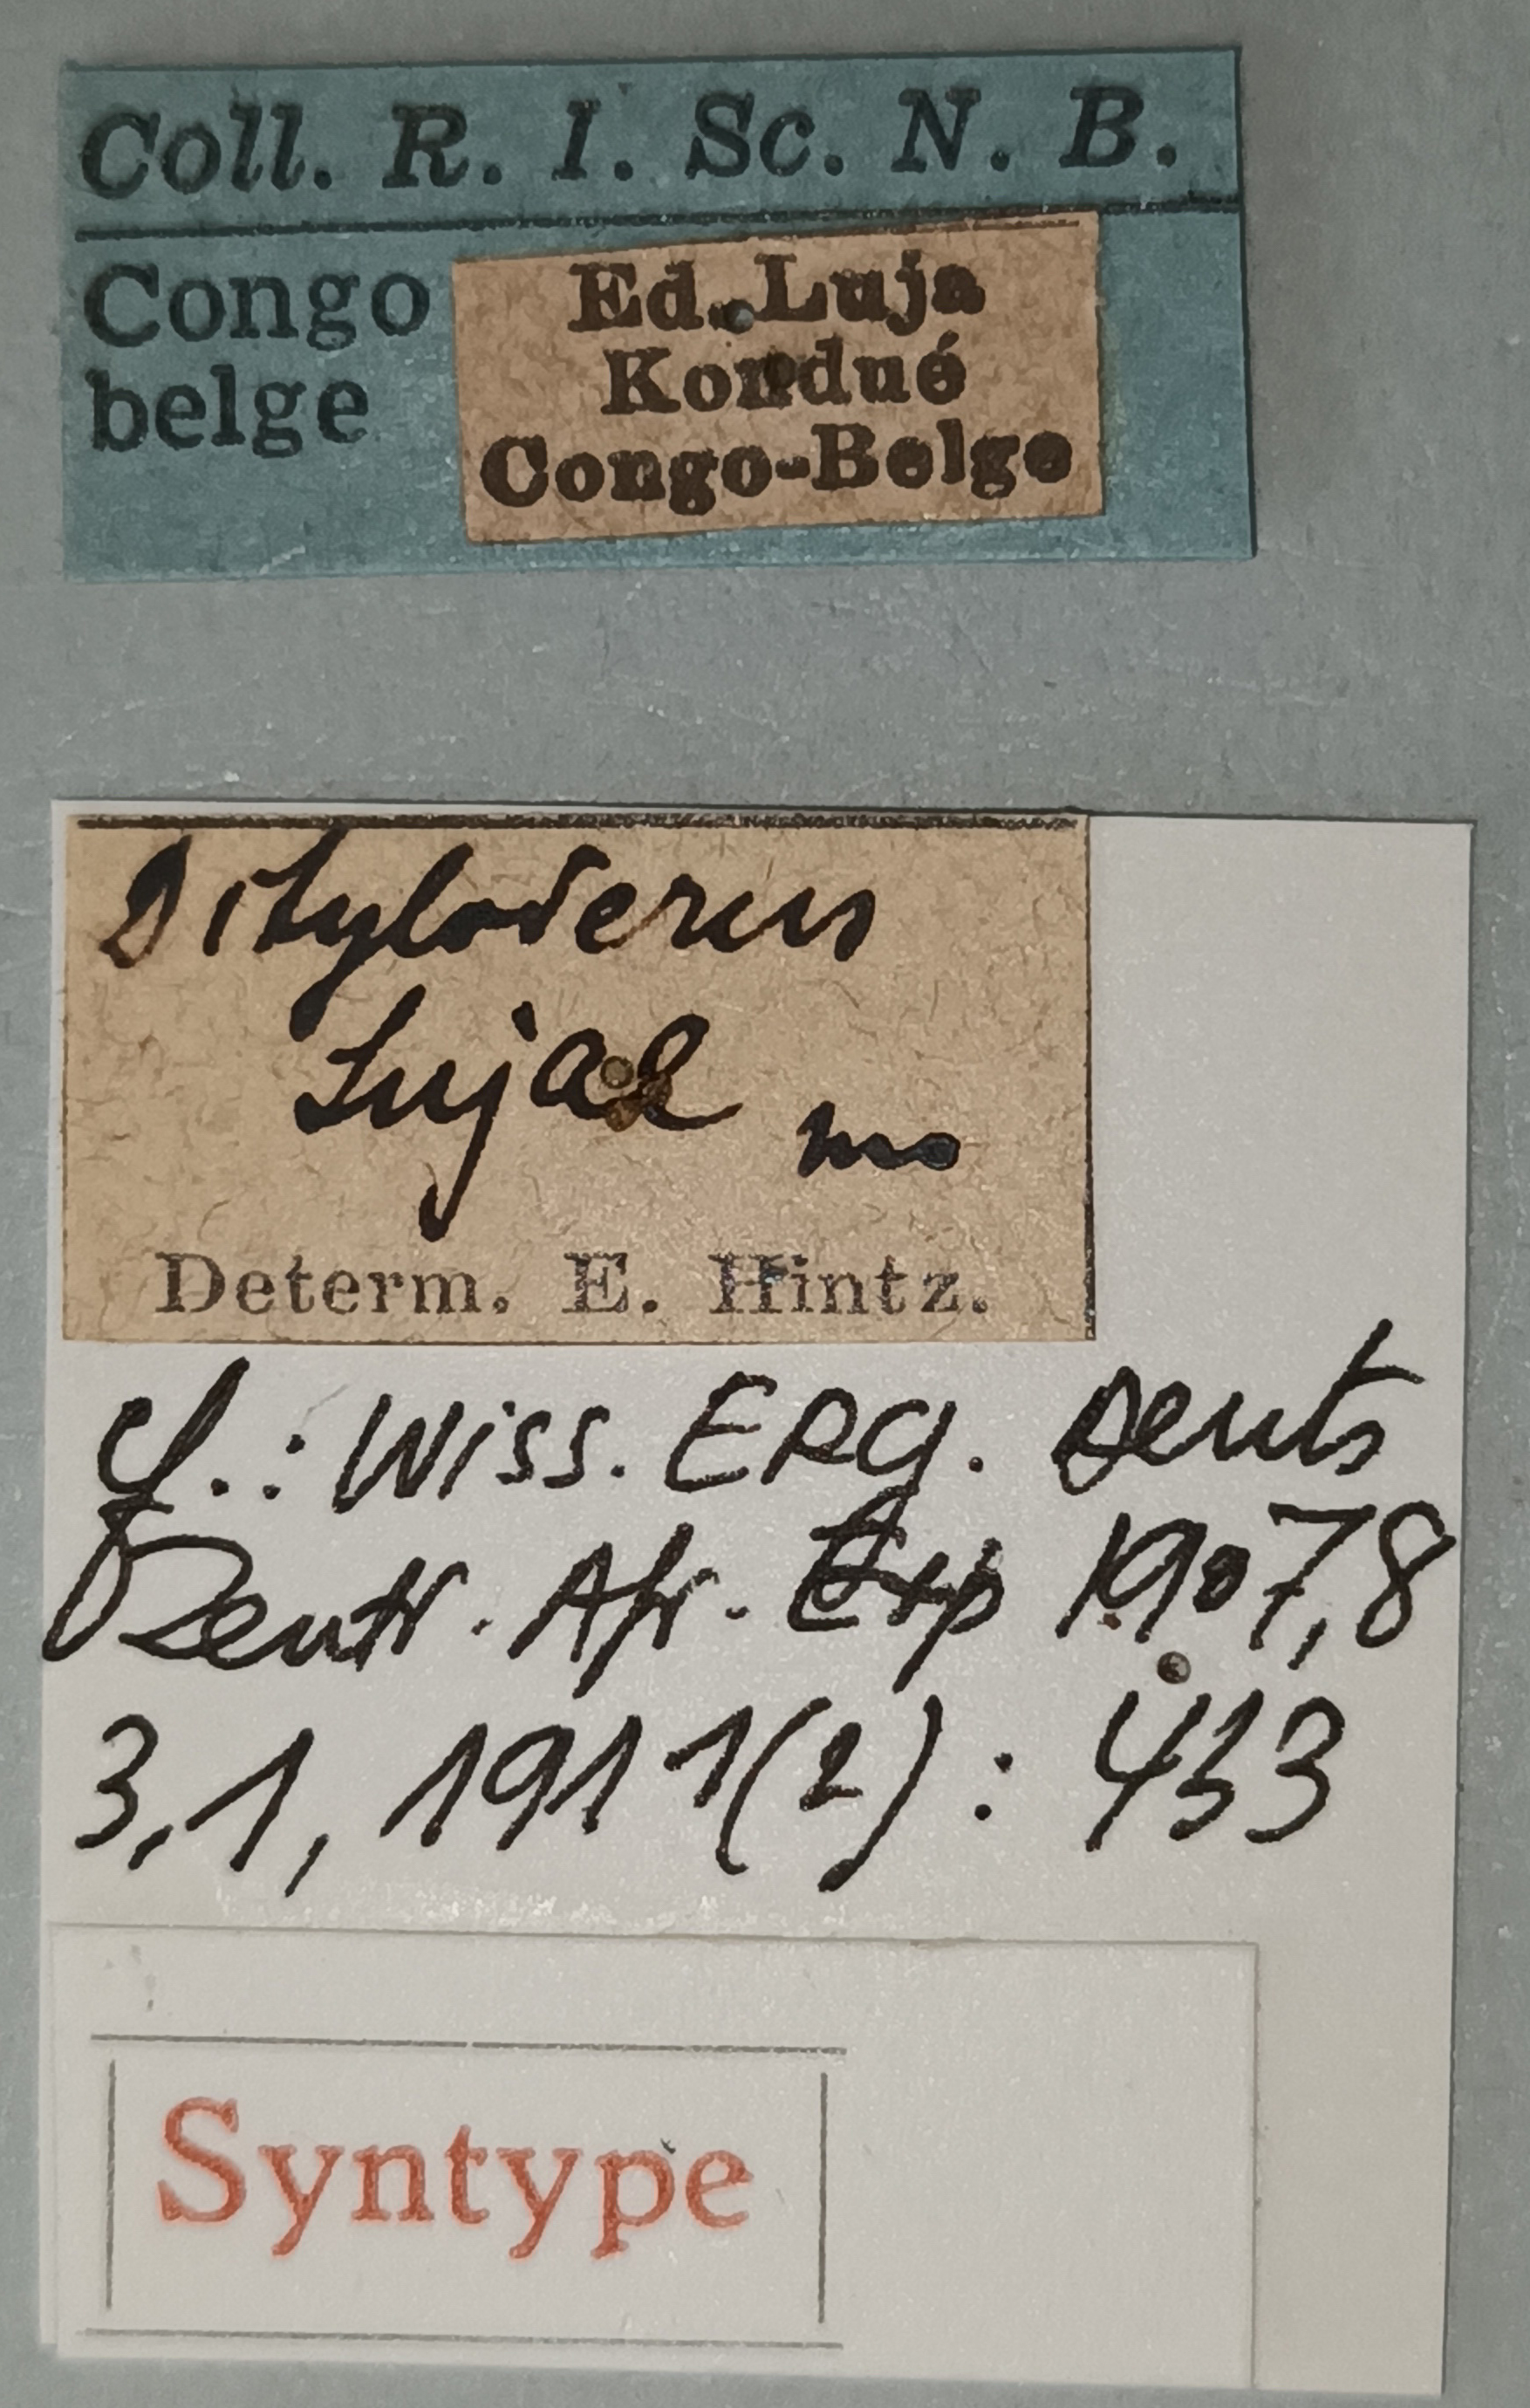 Coll. R. I. Sc. N. B.
Congo
belge
Ed. Luja
Kondué
Congo-Belge
Dityloderus
Lujae
Determ. E. Hintz.
cf.: Wiss. ERG. Deuts
Zentr. Afr. Exp 1907,8
3,1, 1911(2): 433
Syntype